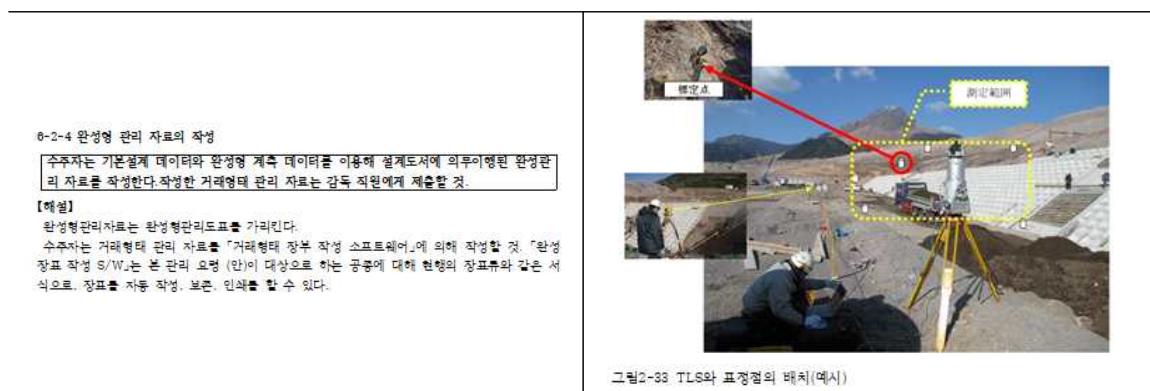 6-2-4 완성형 관리 자료의 작성
수주자는 기본설계 데이터와 완성형 계측 데이터를 이용해 설계도서에 의무이행된 완성관
리 자료를 작성한다.작성한 거래형태 관리 자료는 감독 직원에게 제출할 것.
【해설】
완성형관리자료는 완성형관리도표를 가리킨다.
수주자는 거래형태 관리 자료를「거래형태 장부 작성 소프트웨어」에 의해 작성할 것.「완성
장표 작성 S/W」는 본 관리 요령 (안)이 대상으로 하는 공종에 대해 현행의 장표류와 같은 서
식으로, 장표를 자동 작성, 보존, 인쇄를 할 수 있다.
標定点
測定範囲
그림2-33 TLS와 표정점의 배치(예시)